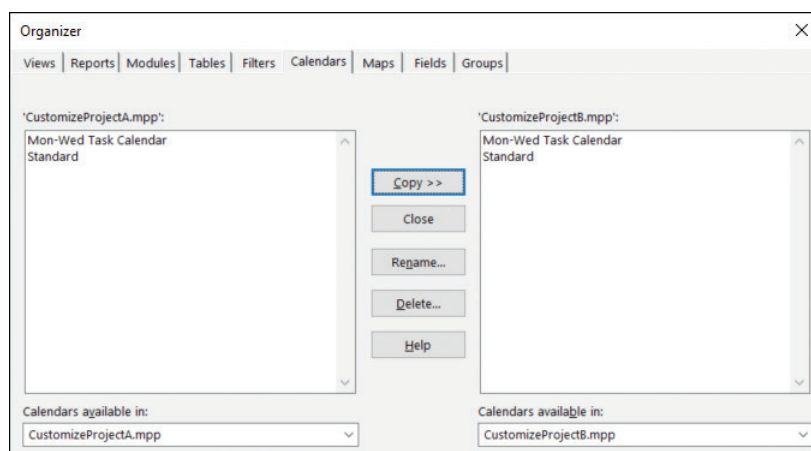 Organizer
Views Reports Modules Tables Filters Calendars Maps Fields Groups
'CustomizeProjectA.mpp':
Mon-Wed Task Calendar
Standard
Copy >>
Close
Rename...
Delete...
Help
'CustomizeProjectB.mpp':
Mon-Wed Task Calendar
Standard
Calendars available in:
CustomizeProjectA.mpp
Calendars available in:
CustomizeProjectB.mpp